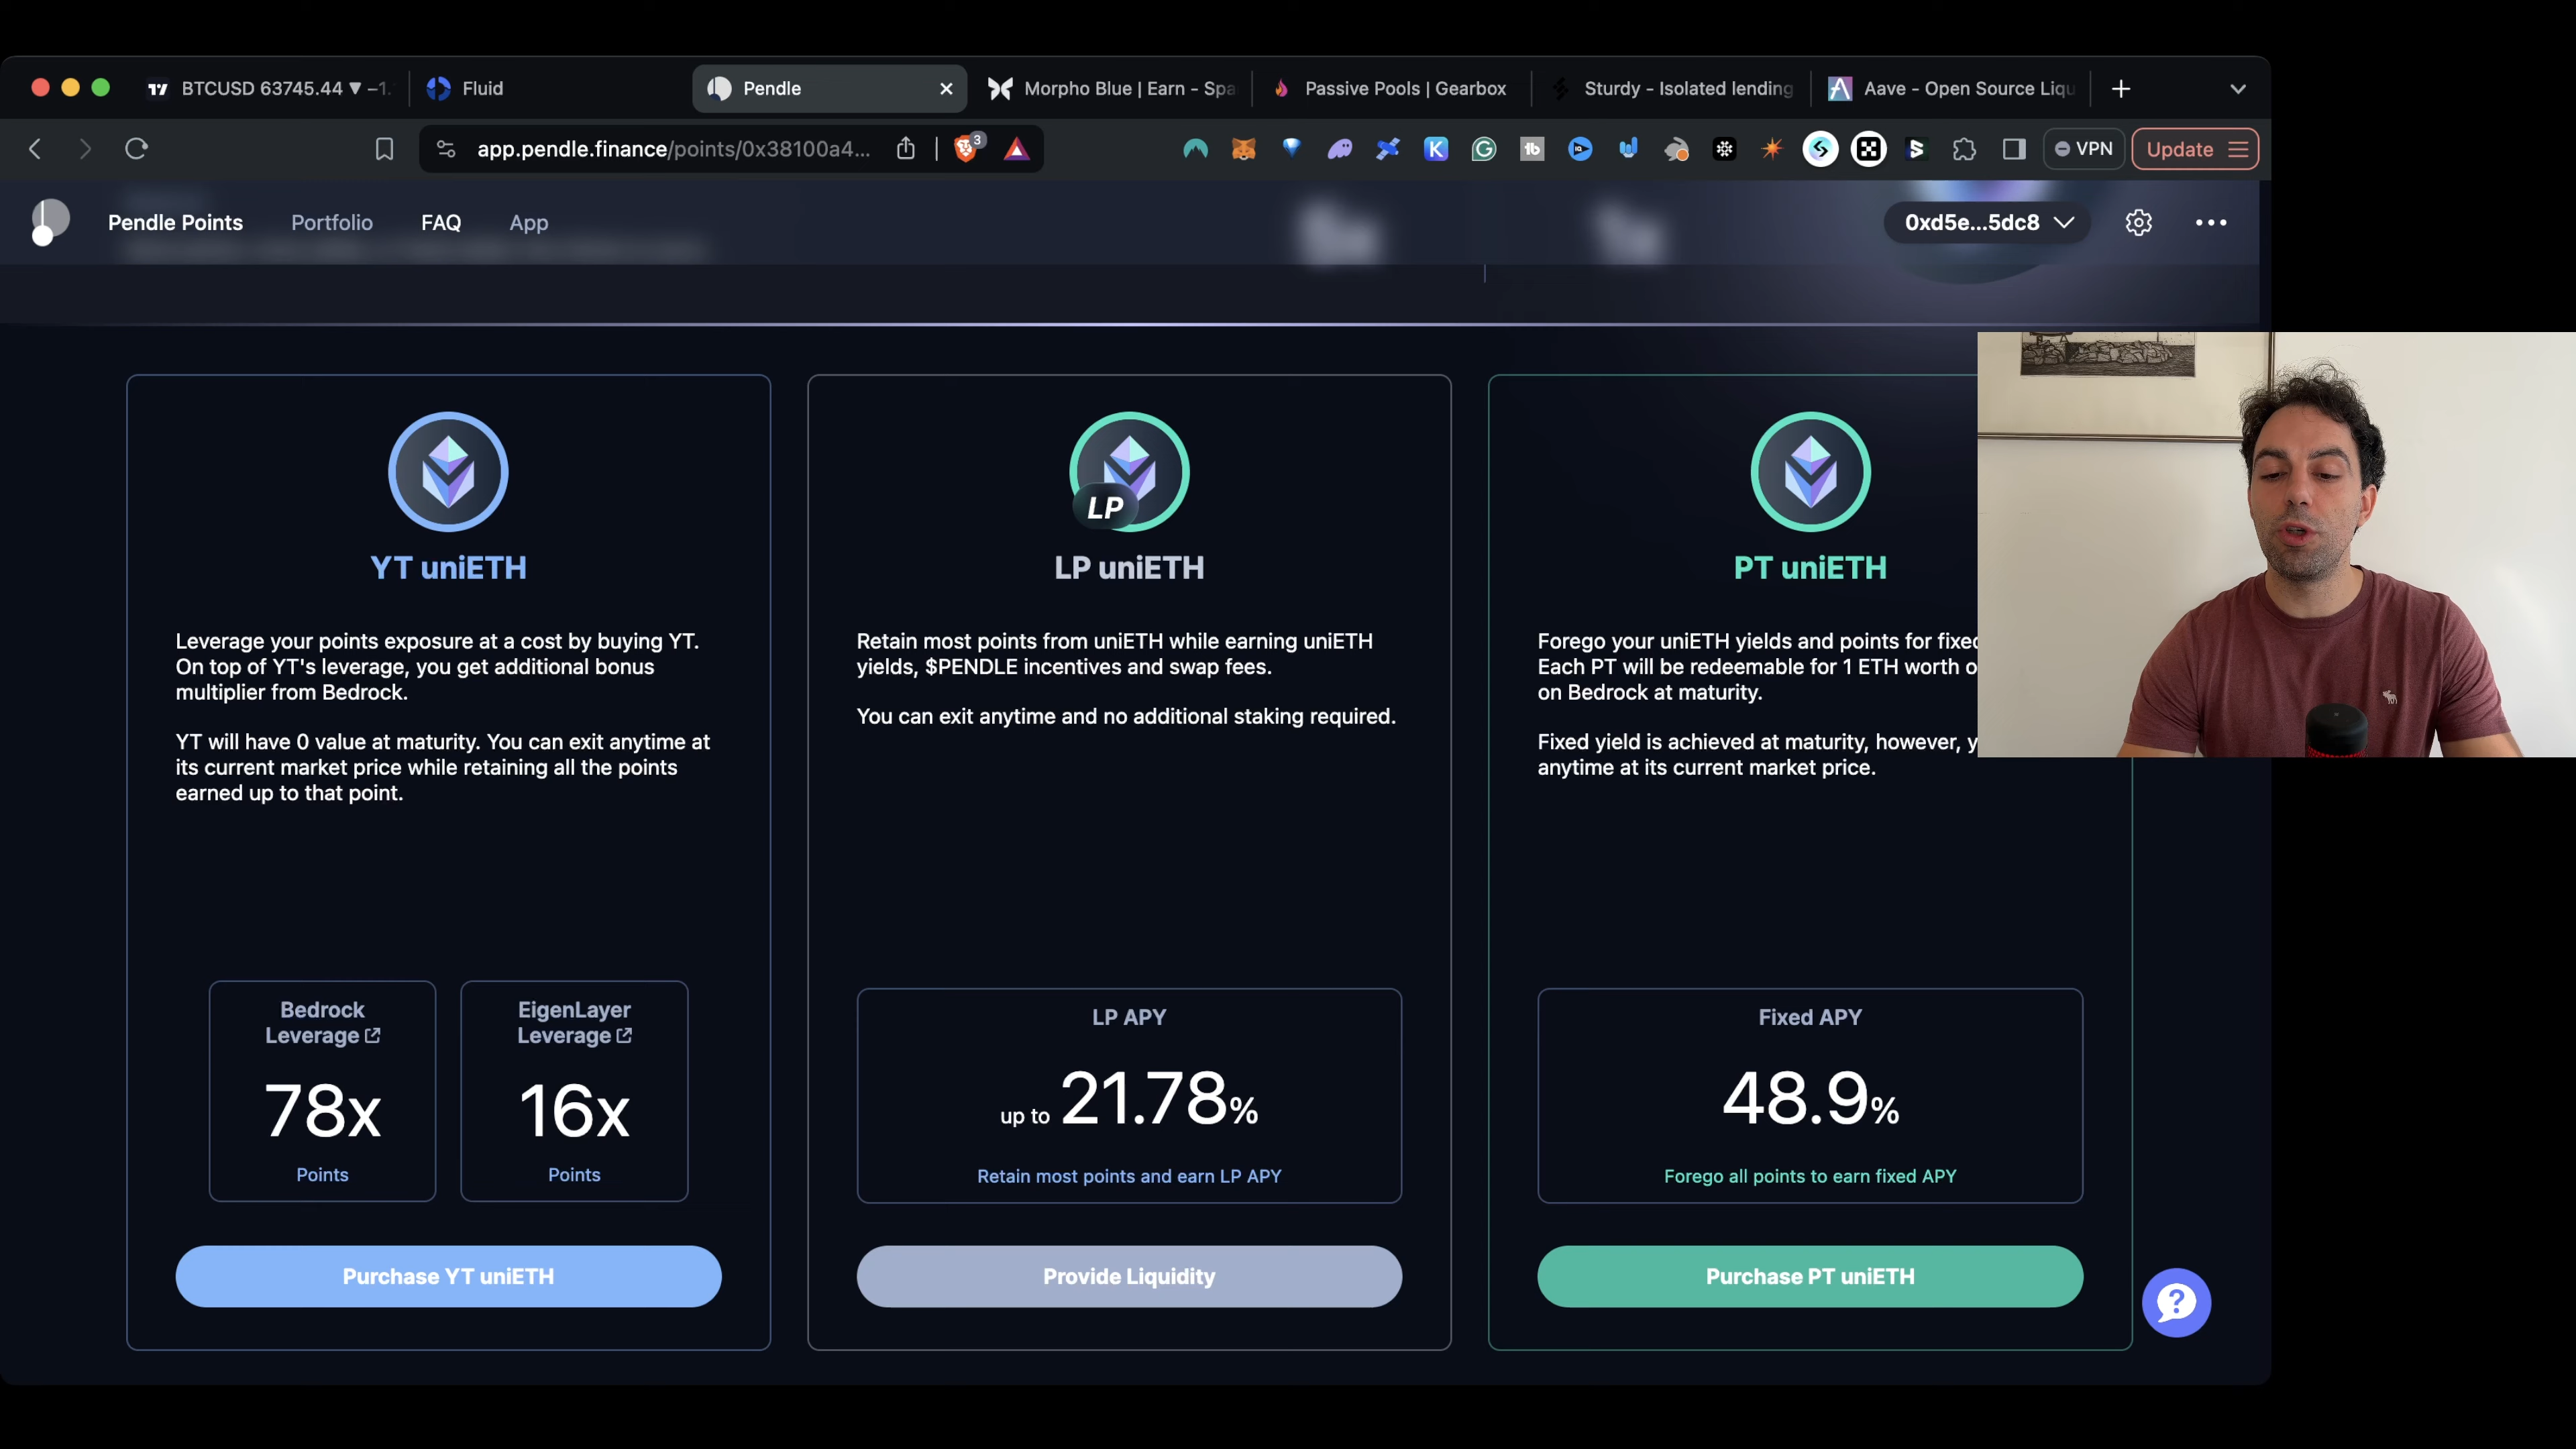 BTCUSD 63745.44 ▼ −1.
Fluid
Pendle
Morpho Blue | Earn - Spa
Passive Pools | Gearbox
Sturdy - Isolated lending
Aave - Open Source Liqu
app.pendle.finance/points/0x38100a4...
3
VPN
Update
Pendle Points
Portfolio
FAQ
App
0xd5e...5dc8
YT uniETH
Leverage your points exposure at a cost by buying YT.
On top of YT's leverage, you get additional bonus
multiplier from Bedrock.
YT will have 0 value at maturity. You can exit anytime at
its current market price while retaining all the points
earned up to that point.
Bedrock
Leverage
78x
Points
EigenLayer
Leverage
16x
Points
Purchase YT uniETH
LP
LP uniETH
Retain most points from uniETH while earning uniETH
yields, $PENDLE incentives and swap fees.
You can exit anytime and no additional staking required.
LP APY
up to 21.78%
Retain most points and earn LP APY
Provide Liquidity
PT uniETH
Forego your uniETH yields and points for fixed
Each PT will be redeemable for 1 ETH worth o
on Bedrock at maturity.
Fixed yield is achieved at maturity, however, y
anytime at its current market price.
Fixed APY
48.9%
Forego all points to earn fixed APY
Purchase PT uniETH